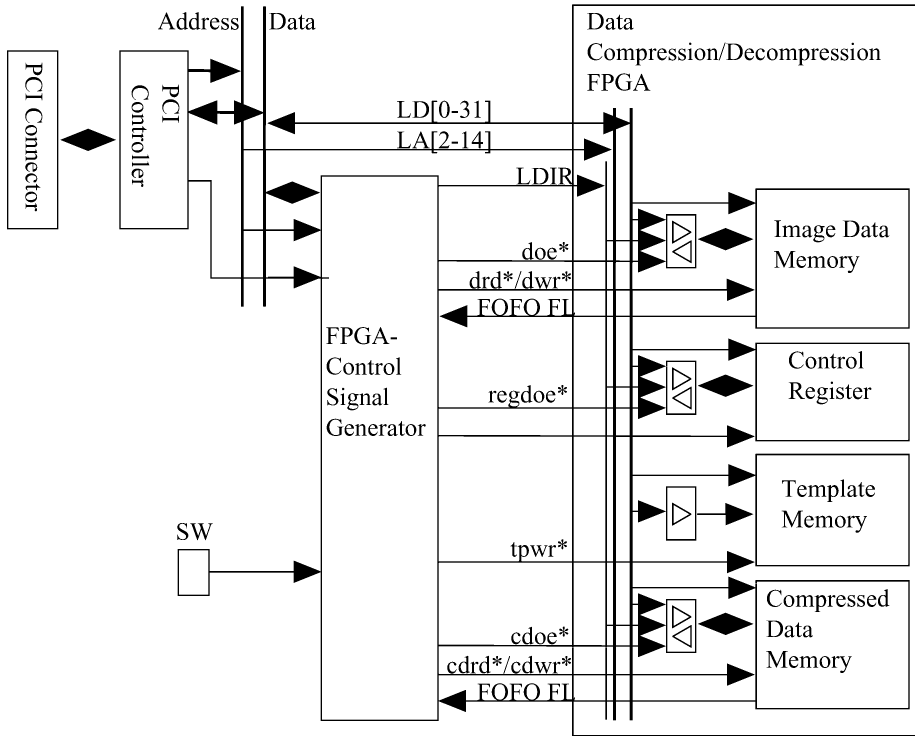 Address
Data
Data
Compression/Decompression
FPGA
PCI Connector
PCI
Controller
LD[0-31]
LA[2-14]
LDIR
doe*
drd*/dwr*
FOFO FL
Image Data
Memory
FPGA-
Control
Signal
Generator
regdoe*
Control
Register
Template
Memory
SW
tpwr*
cdoe*
cdrd*/cdwr*
FOFO FL
Compressed
Data
Memory